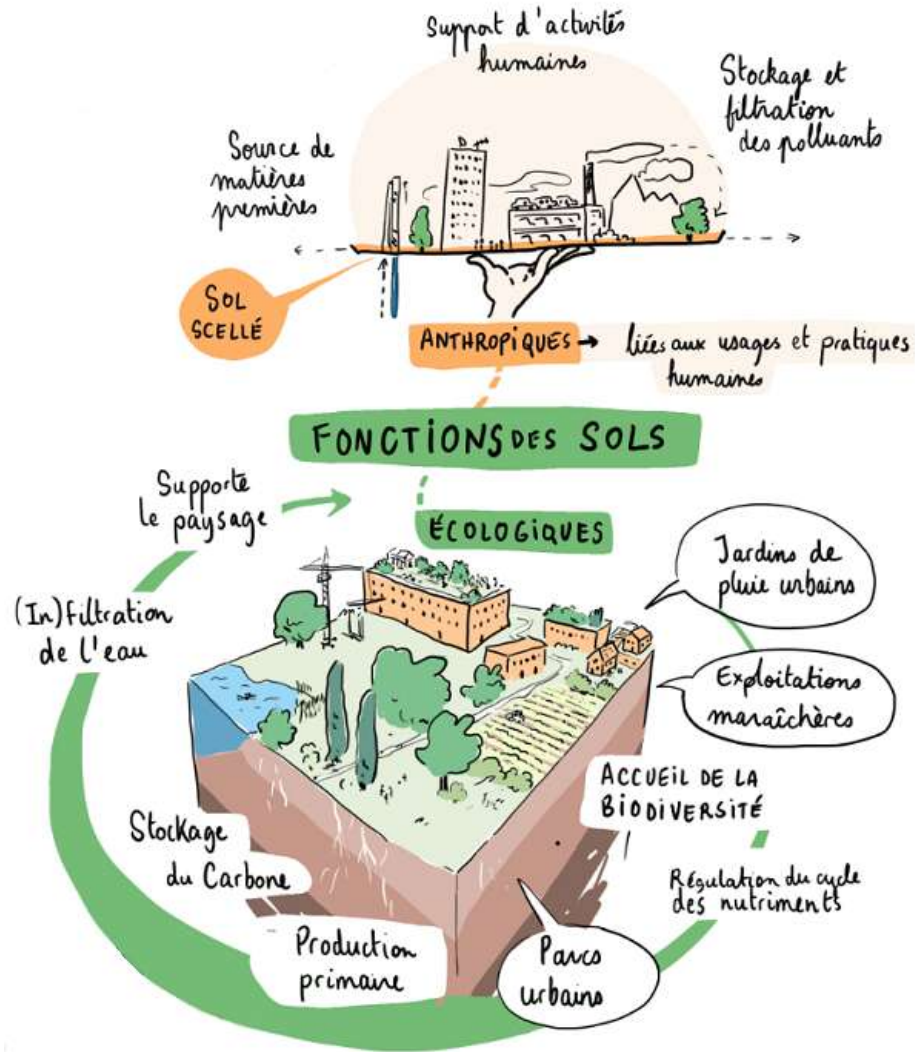 Support d'activités
humaines
Stockage et
filtration
des polluants
Source de
matières
premières
SOL
SCELLÉ
ANTHROPIQUES → liées aux usages et pratiques
humaines
FONCTIONS DES SOLS
Supporte
le paysage
ÉCOLOGIQUES
Jardins de
pluie urbains
(In)filtration
de l'eau
Exploitations
maraîchères
ACCUEIL DE LA
BIODIVERSITÉ
Stockage
du Carbone
Régulation du cycle
des nutriments
Production
primaire
Parcs
urbains